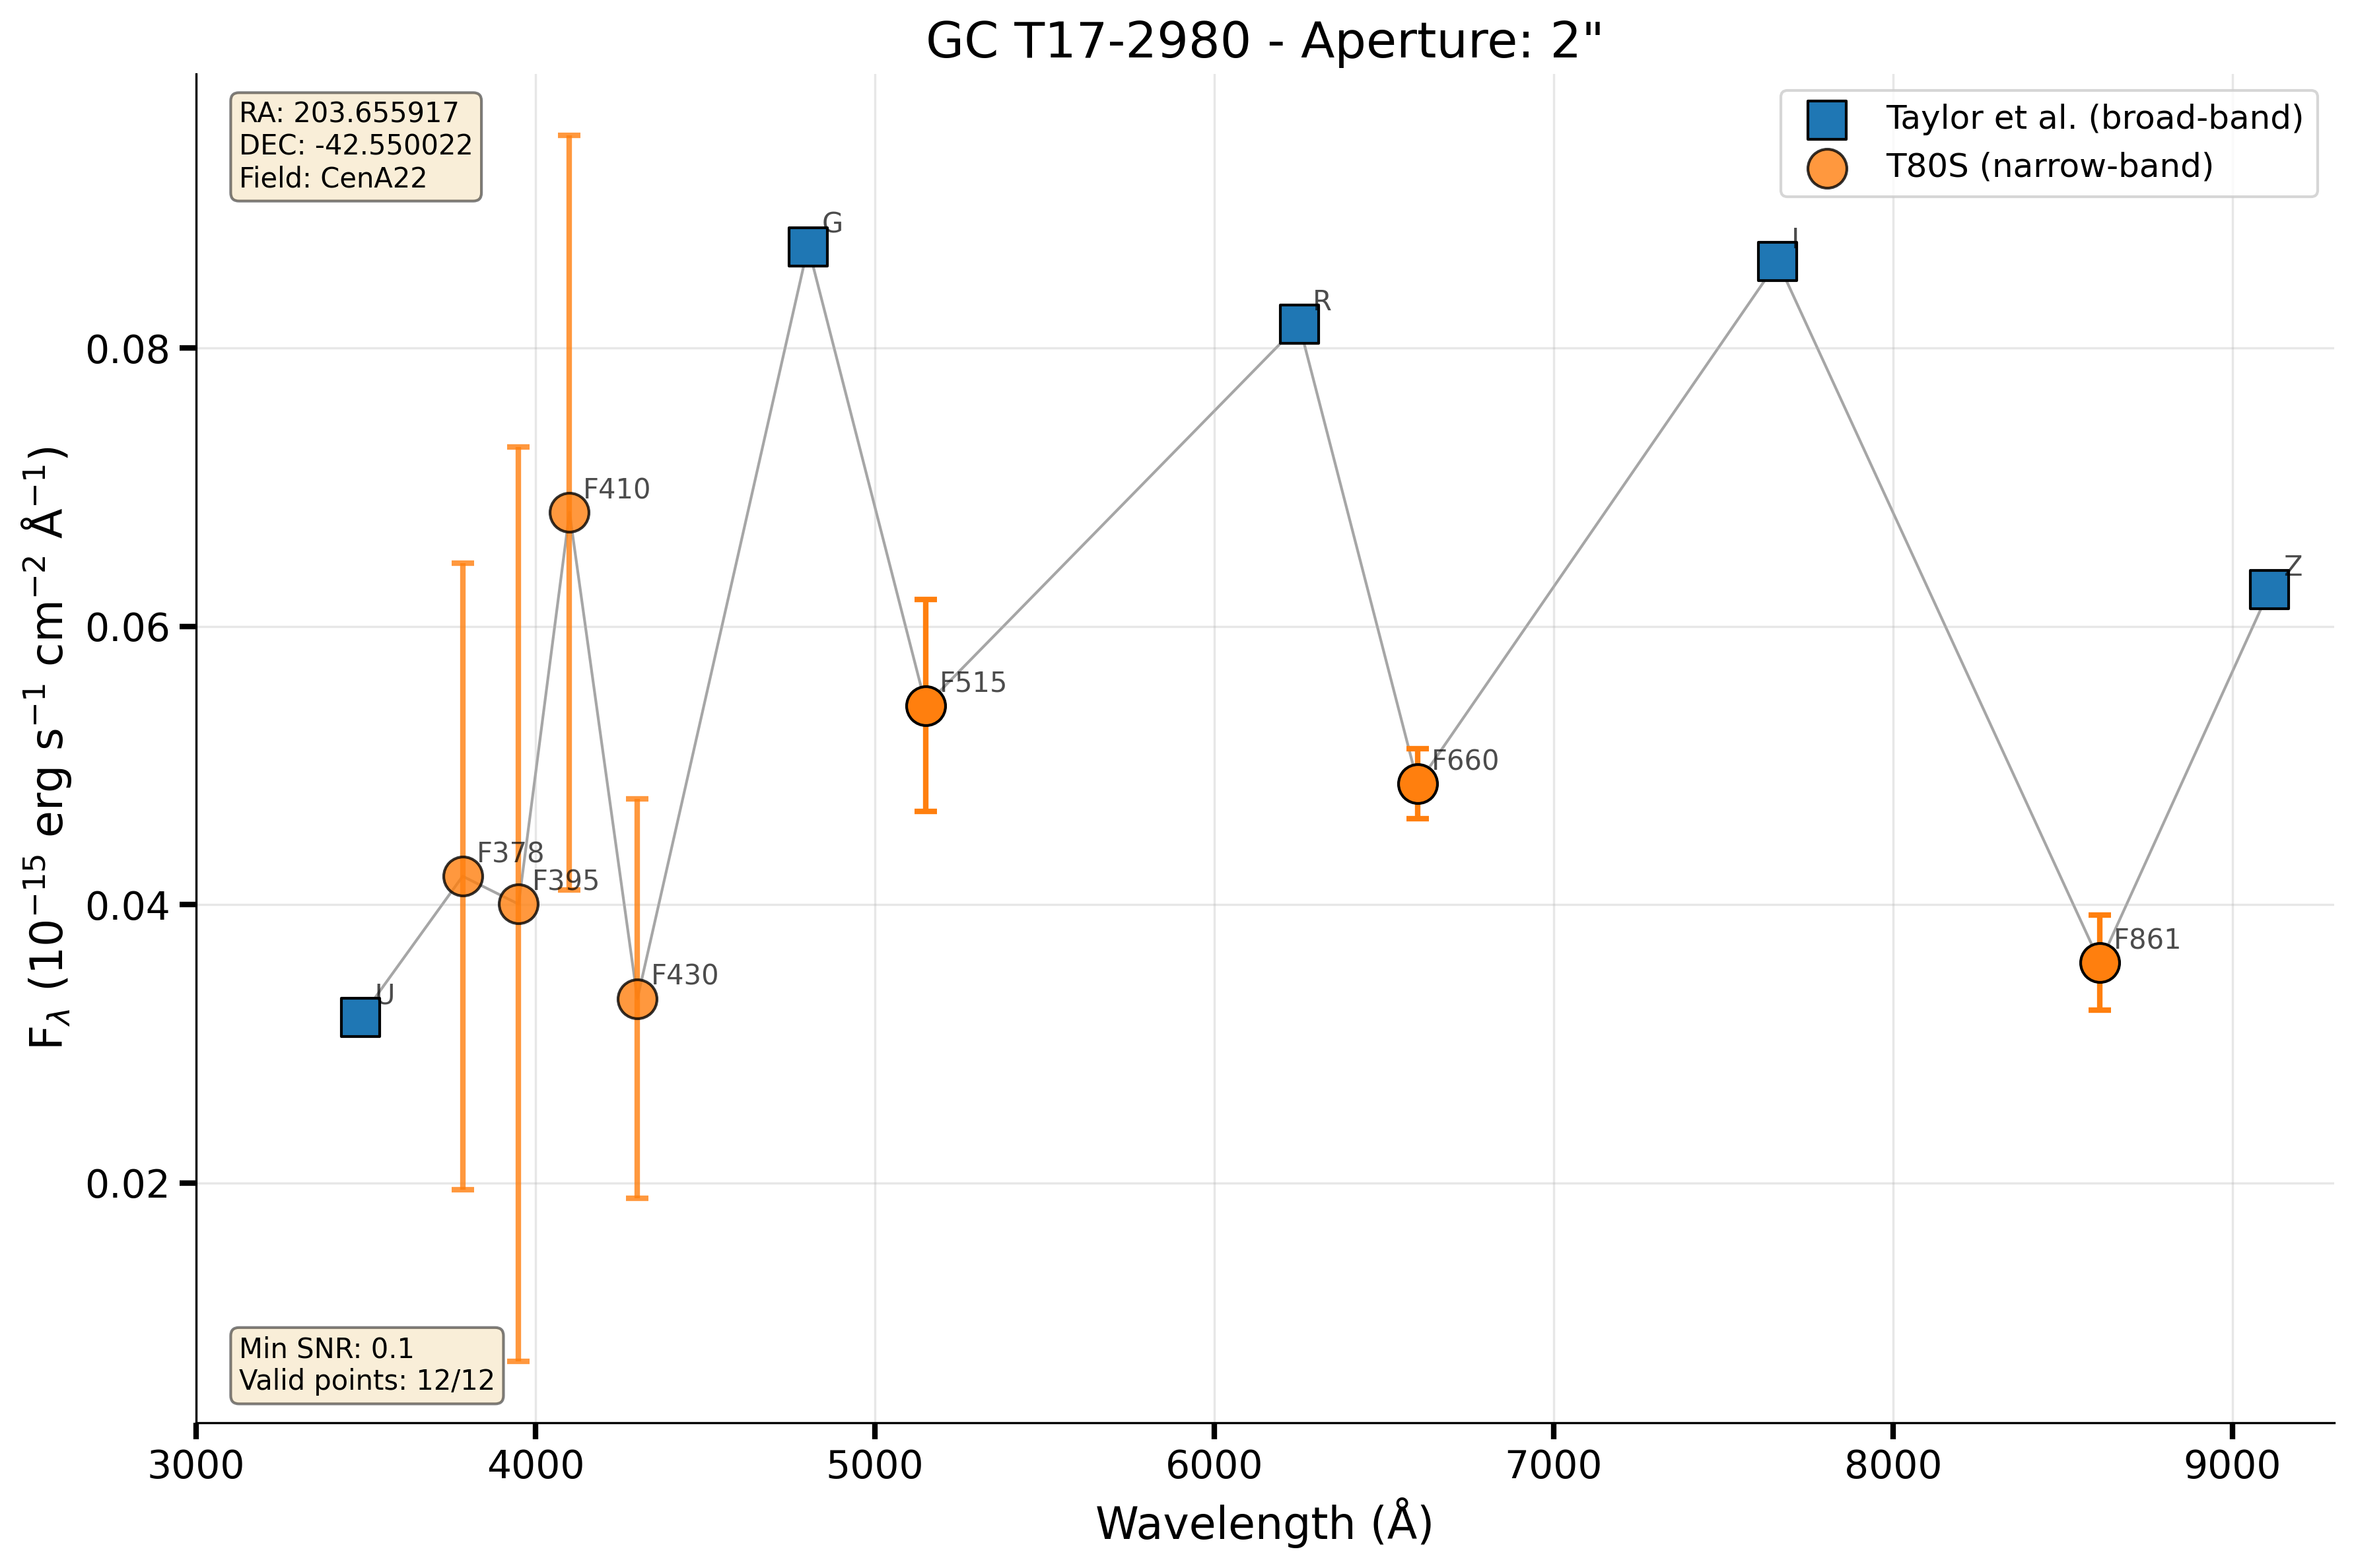 GC T17-2980 - Aperture: 2"
RA: 203.655917
DEC: -42.550022
Field: CenA22
Taylor et al. (broad-band)
T80S (narrow-band)
G
I
R
F410
Z
F515
F660
F378
F395
F861
F430
U
0.08
0.06
0.04
0.02
F_λ (10⁻¹⁵ erg s⁻¹ cm⁻² Å⁻¹)
Min SNR: 0.1
Valid points: 12/12
3000 4000 5000 6000 7000 8000 9000
Wavelength (Å)